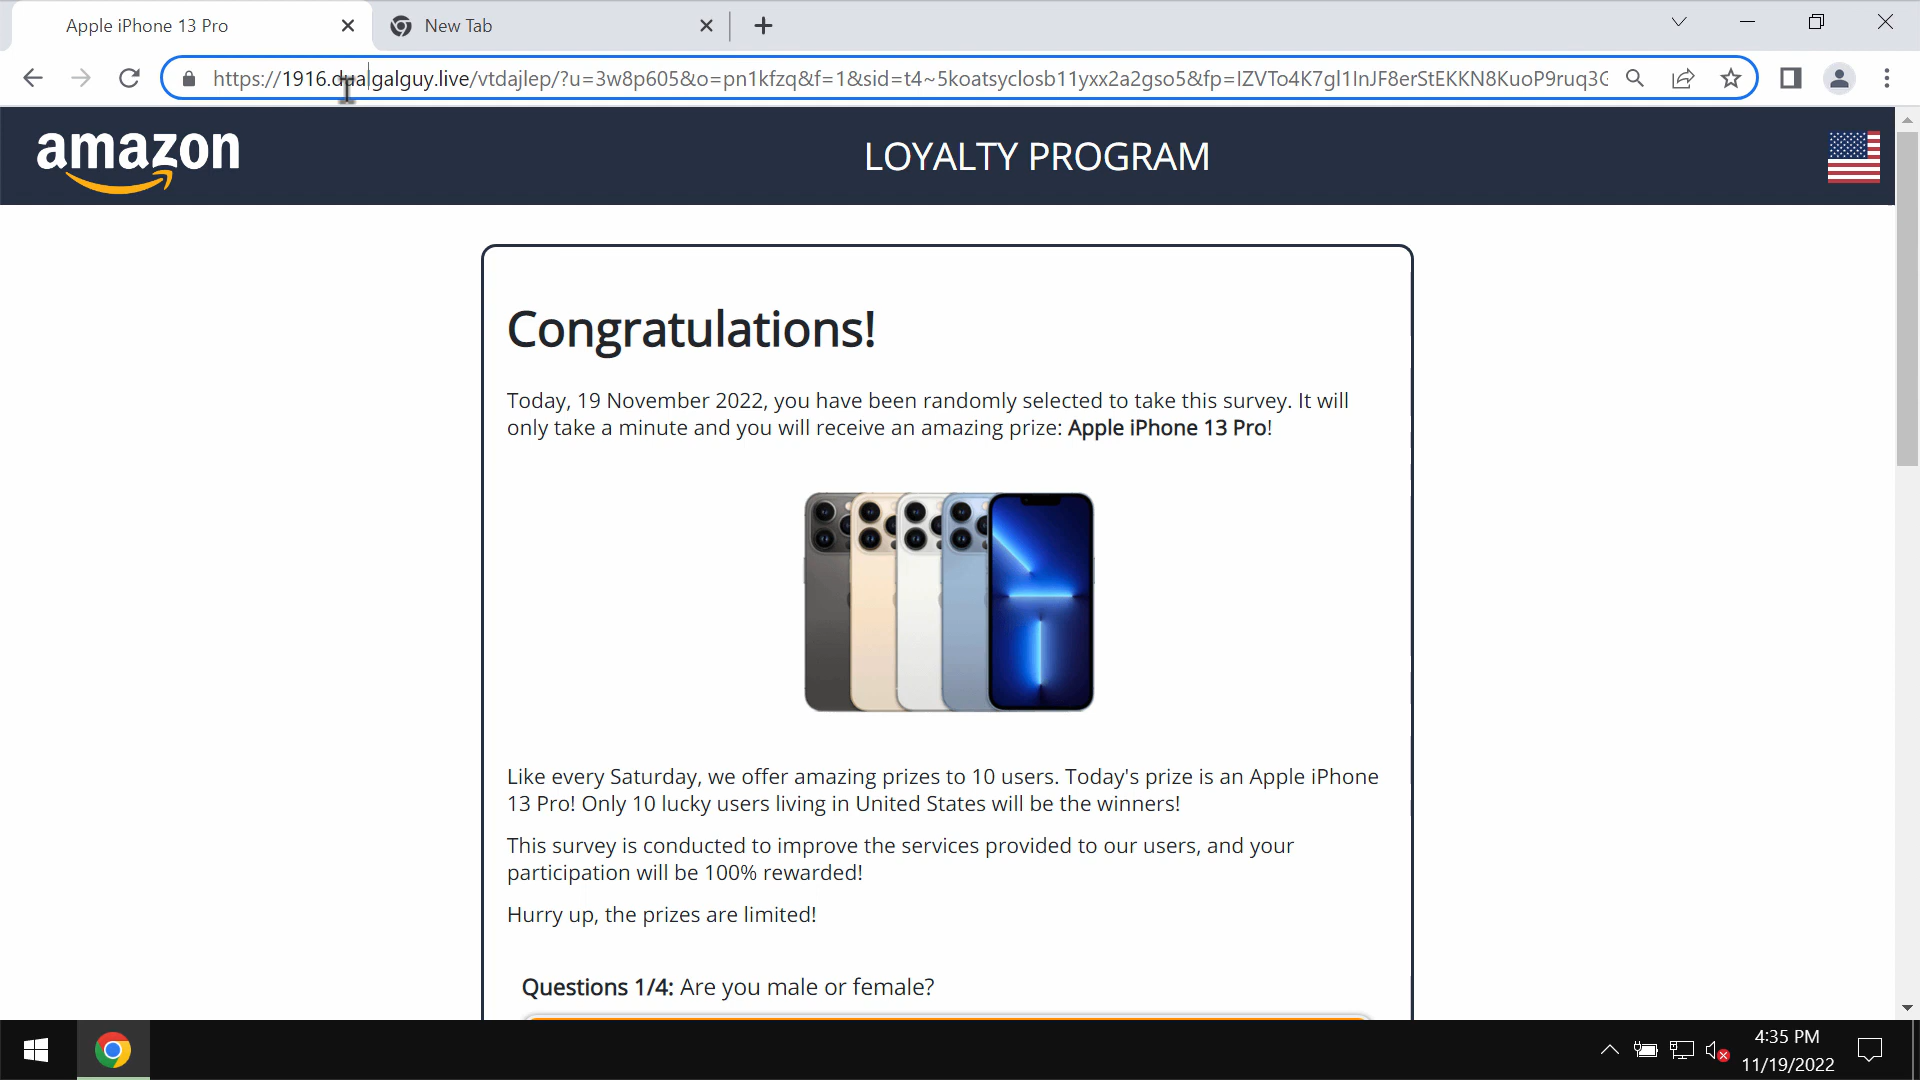 Apple iPhone 13 Pro
New Tab
https://1916.dualgalguy.live/vtdajlep/?u=3w8p605&o=pn1kfzq&f=1&sid=t4~5koatsyclosb11yxx2a2gso5&fp=IZVTo4K7gl1InJF8erStEKKN8KuoP9ruq3G
amazon
LOYALTY PROGRAM
Congratulations!
Today, 19 November 2022, you have been randomly selected to take this survey. It will
only take a minute and you will receive an amazing prize: Apple iPhone 13 Pro!
Like every Saturday, we offer amazing prizes to 10 users. Today's prize is an Apple iPhone
13 Pro! Only 10 lucky users living in United States will be the winners!
This survey is conducted to improve the services provided to our users, and your
participation will be 100% rewarded!
Hurry up, the prizes are limited!
Questions 1/4: Are you male or female?
4:35 PM
11/19/2022